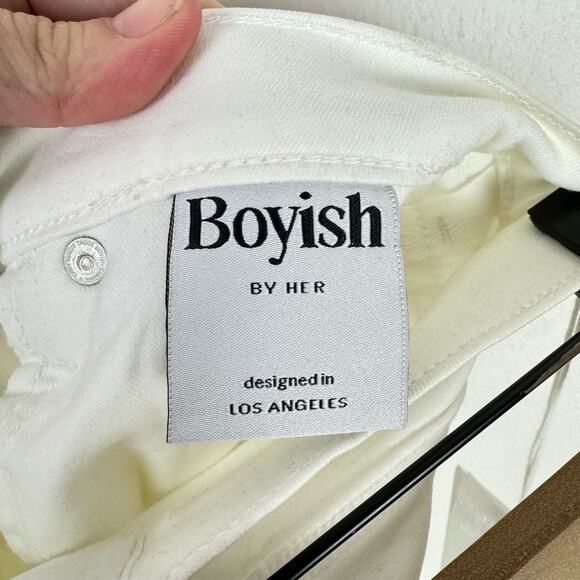 Boyish
BY HER
designed in
LOS ANGELES